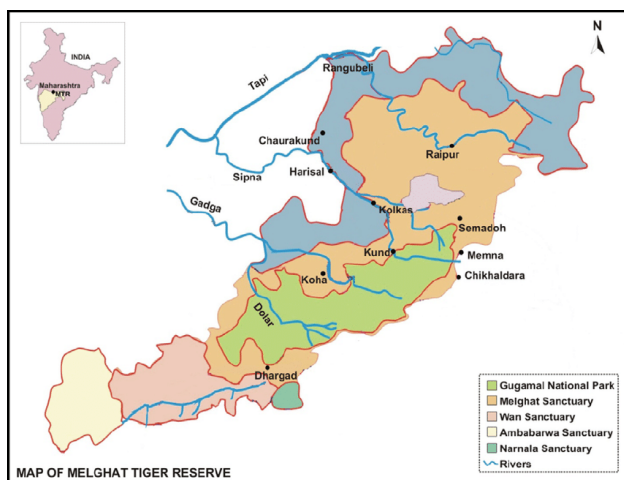 INDIA
Maharashtra
MTR
N
Rangubeli
Tapi
Chaurakund
Raipur
Sipna
Harisal
Gadga
Kolkas
Semadoh
Kund
Memna
Koha
Chikhaldara
Dolar
Dhargad
Gugamal National Park
Melghat Sanctuary
Wan Sanctuary
Ambabarwa Sanctuary
Narnala Sanctuary
Rivers
MAP OF MELGHAT TIGER RESERVE